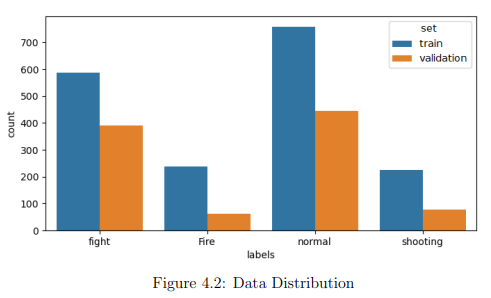 set
train
validation
700
600
500
400
300
200
100
0
count
fight
Fire
normal
shooting
labels
Figure 4.2: Data Distribution